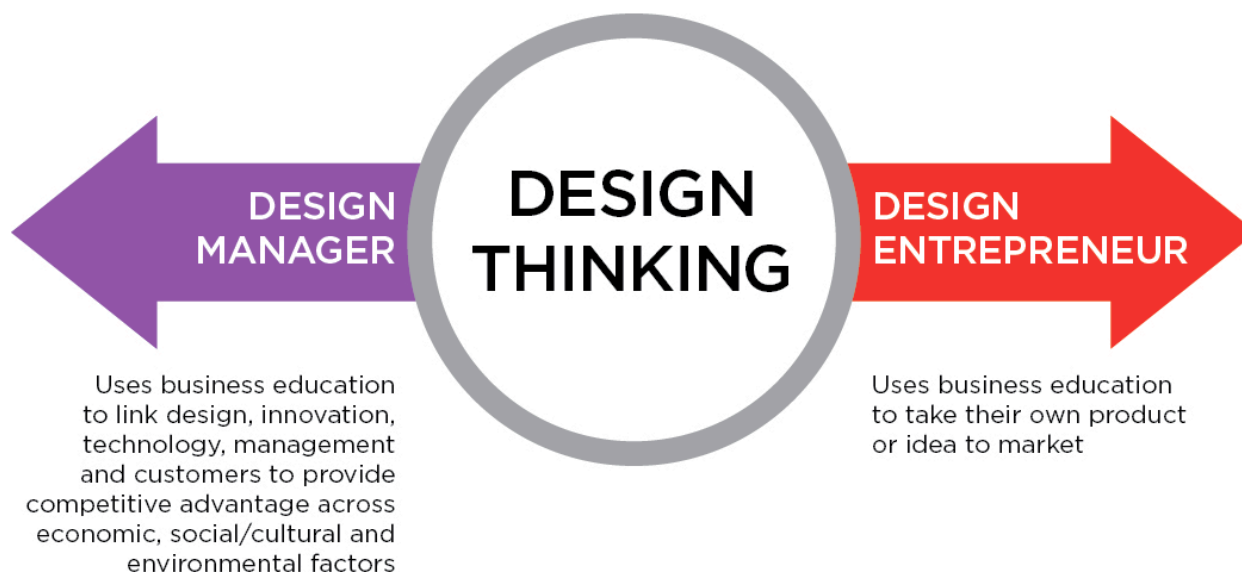 DESIGN
MANAGER
DESIGN
THINKING
DESIGN
ENTREPRENEUR
Uses business education
to link design, innovation,
technology, management
and customers to provide
competitive advantage across
economic, social/cultural and
environmental factors
Uses business education
to take their own product
or idea to market